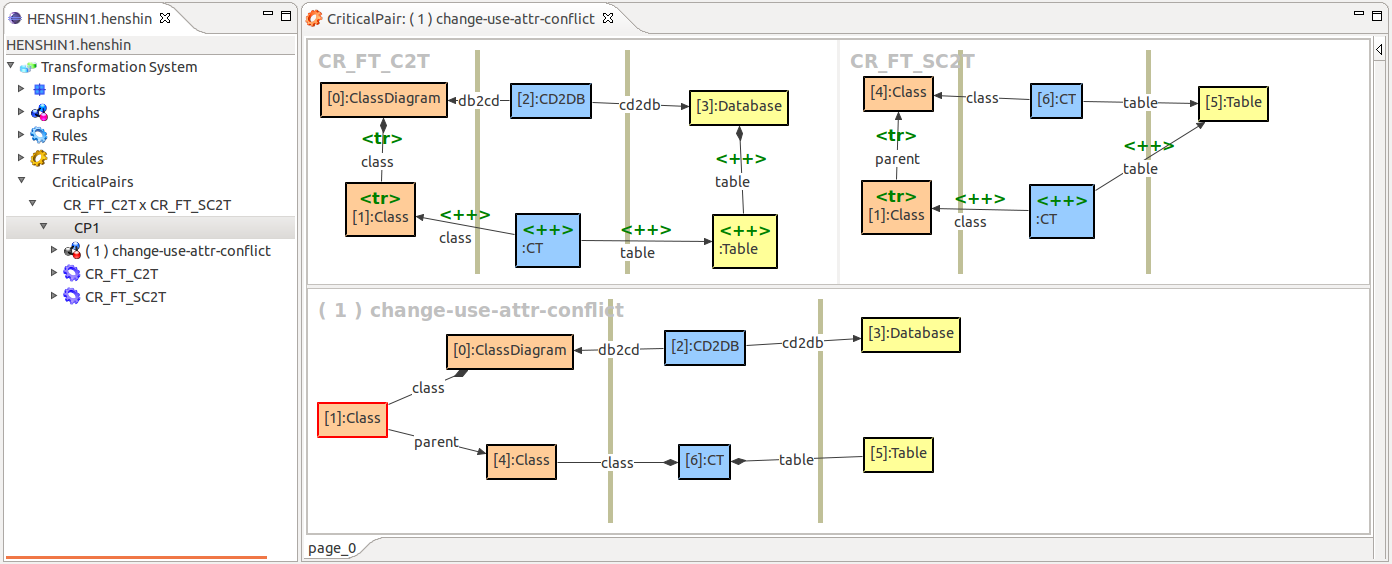 HENSHIN1.henshin
HENSHIN1.henshin
Transformation System
Imports
Graphs
Rules
FTRules
CriticalPairs
CR_FT_C2T x CR_FT_SC2T
CP1
( 1 ) change-use-attr-conflict
CR_FT_C2T
CR_FT_SC2T
CriticalPair: ( 1 ) change-use-attr-conflict
CR_FT_C2T
[0]:ClassDiagram
db2cd
[2]:CD2DB
cd2db
[3]:Database
<tr>
class
<++>
table
<tr>
[1]:Class
<++>
class
<++>
:CT
<++>
table
<++>
:Table
CR_FT_SC2T
[4]:Class
class
[6]:CT
table
[5]:Table
<tr>
parent
<++>
table
<tr>
[1]:Class
<++>
class
<++>
:CT
( 1 ) change-use-attr-conflict
[0]:ClassDiagram
db2cd
[2]:CD2DB
cd2db
[3]:Database
class
[1]:Class
parent
[4]:Class
class
[6]:CT
table
[5]:Table
page_0